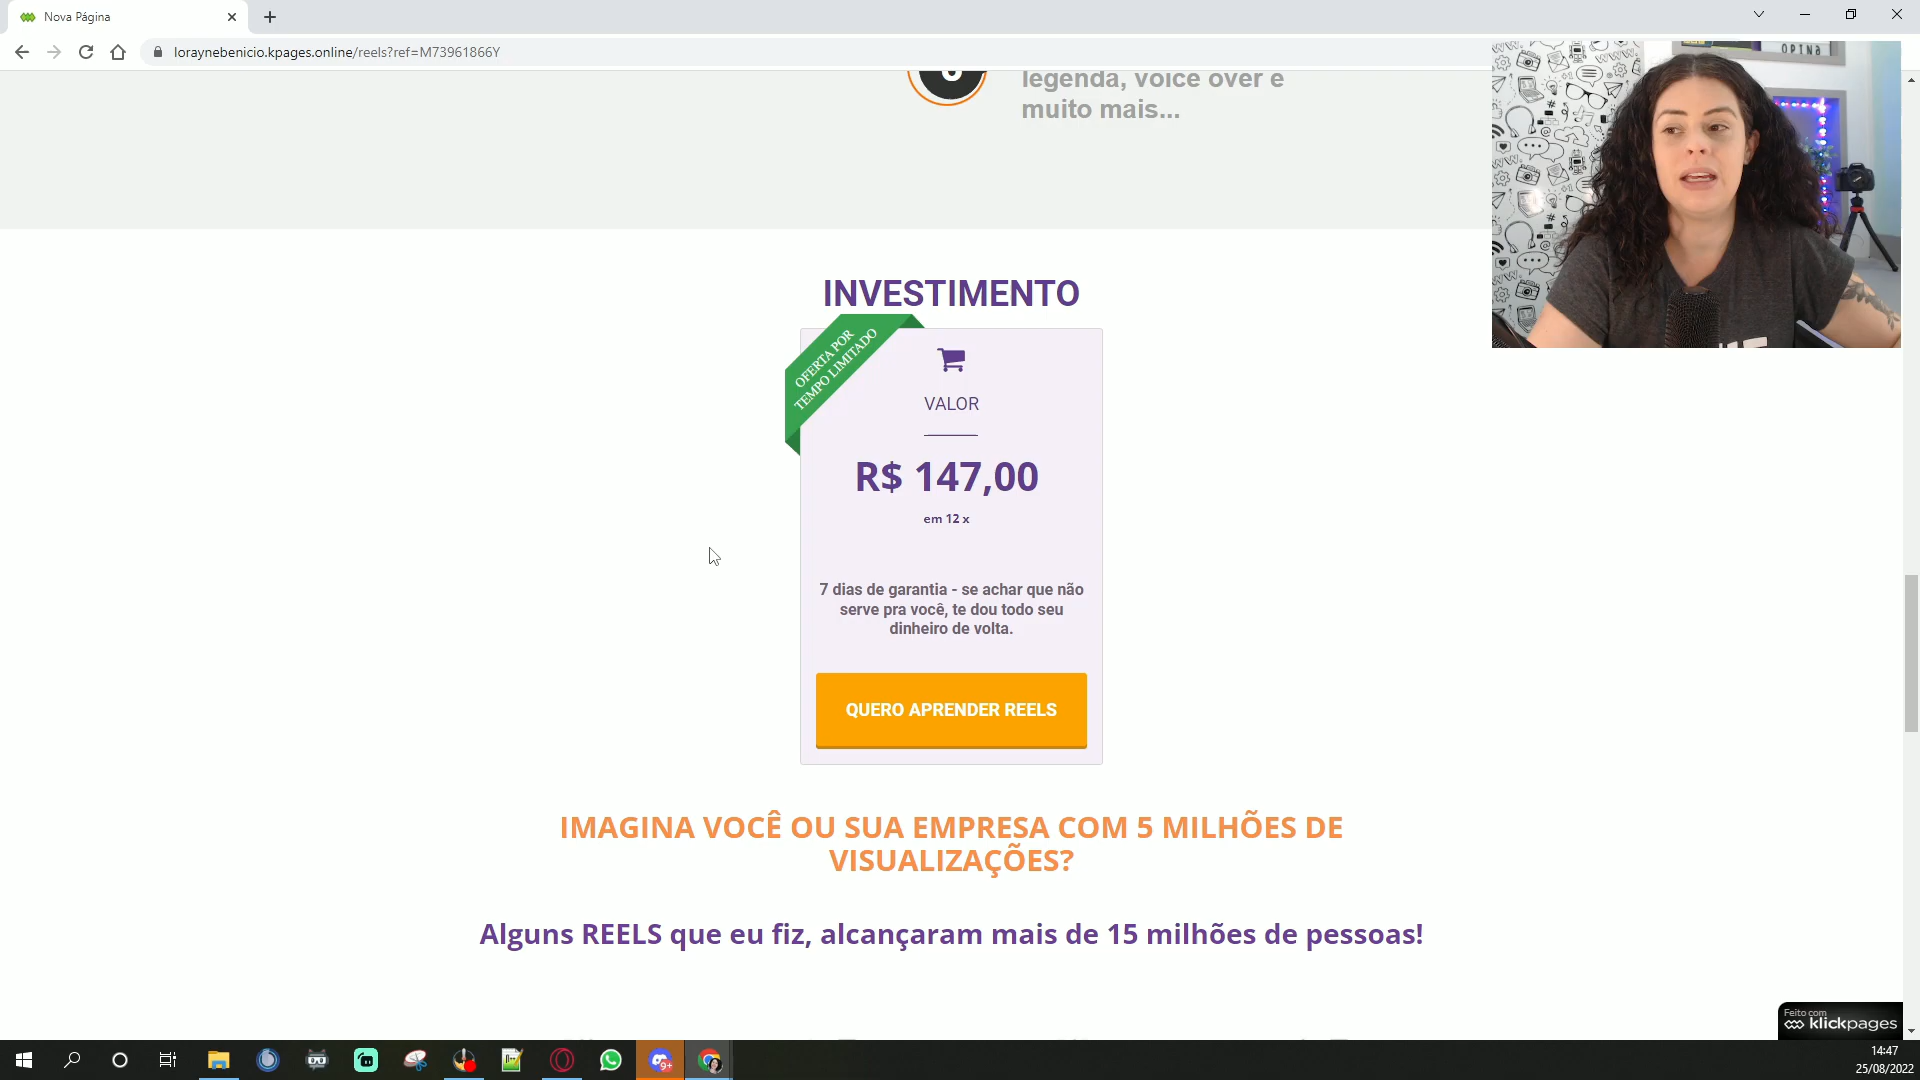 Nova Página
loraynebenicio.kpages.online/reels?ref=M73961866Y
OPINA
legenda, voice over e
muito mais...
INVESTIMENTO
OFERTA POR
TEMPO LIMITADO
VALOR
R$ 147,00
em 12 x
7 dias de garantia - se achar que não
serve pra você, te dou todo seu
dinheiro de volta.
QUERO APRENDER REELS
IMAGINA VOCÊ OU SUA EMPRESA COM 5 MILHÕES DE
VISUALIZAÇÕES?
Alguns REELS que eu fiz, alcançaram mais de 15 milhões de pessoas!
Feito com
klickpages
9+
14:47
25/08/2022